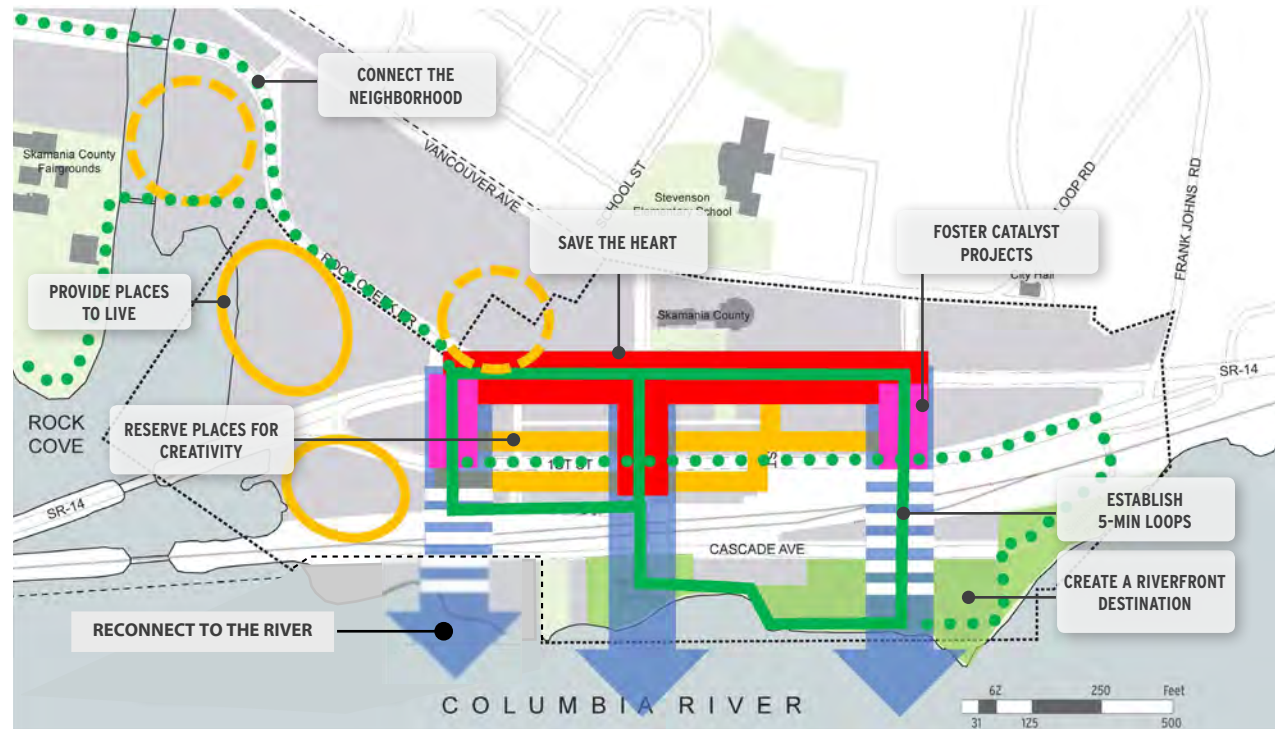 CONNECT THE
NEIGHBORHOOD
Skamania County
Fairgrounds
VANCOUVER AVE
SCHOOL ST
Stevenson
Elementary School
LOOP RD
FRANK JOHNS RD
SAVE THE HEART
FOSTER CATALYST
PROJECTS
City Hall
PROVIDE PLACES
TO LIVE
ROCK CREEK DR
Skamania County
SR-14
ROCK
COVE
RESERVE PLACES FOR
CREATIVITY
1ST ST
ST
SR-14
ESTABLISH
5-MIN LOOPS
CASCADE AVE
CREATE A RIVERFRONT
DESTINATION
RECONNECT TO THE RIVER
COLUMBIA RIVER
62 250 Feet
31 125 500